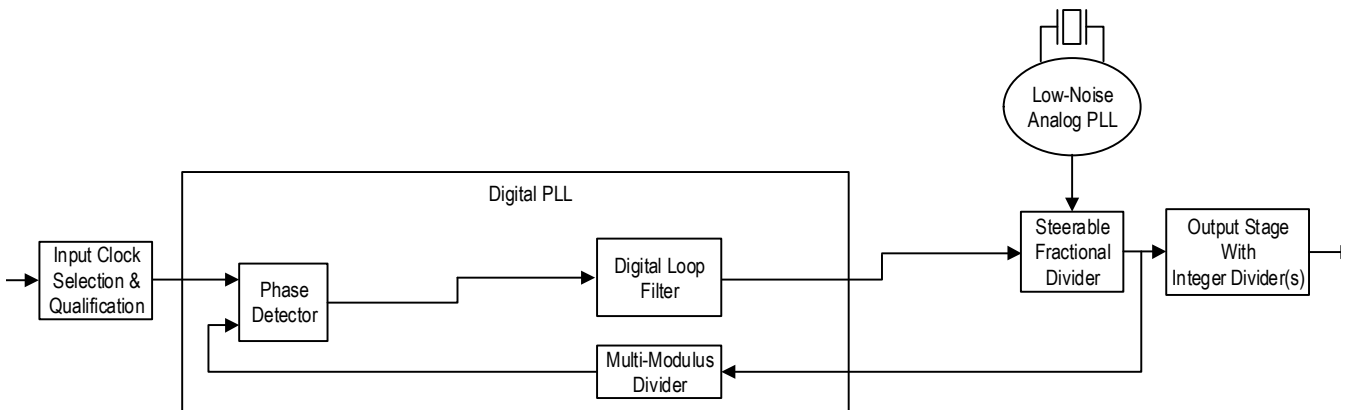 Low-Noise
Analog PLL
Digital PLL
Input Clock
Selection &
Qualification
Phase
Detector
Digital Loop
Filter
Steerable
Fractional
Divider
Output Stage
With
Integer Divider(s)
Multi-Modulus
Divider